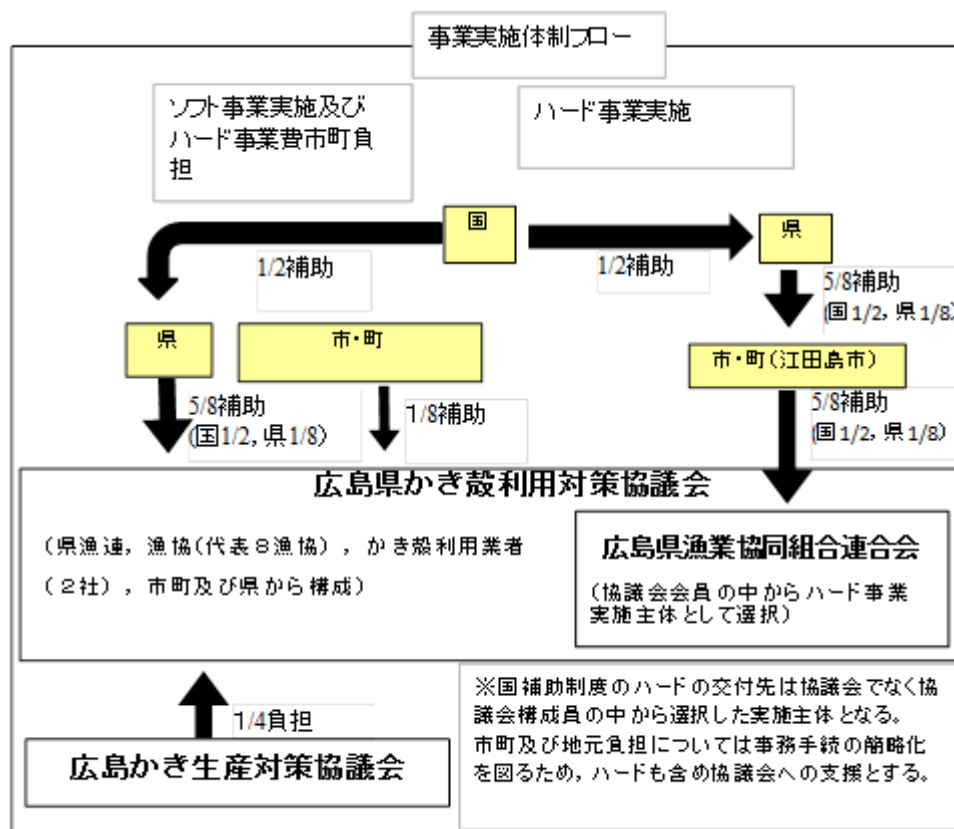 事業実施体制フロー
ソフト事業実施及び
ハード事業費市町負
担
ハード事業実施
国
県
1/2補助
1/2補助
5/8補助
(国1/2, 県1/8)
県
市・町
市・町(江田島市)
5/8補助
(国1/2, 県1/8)
1/8補助
5/8補助
(国1/2, 県1/8)
広島県かき殻利用対策協議会
(県漁連, 漁協(代表8漁協), かき殻利用業者
(2社), 市町及び県から構成)
広島県漁業協同組合連合会
(協議会会員の中からハード事業
実施主体として選択)
1/4負担
広島かき生産対策協議会
※国補助制度のハードの交付先は協議会でなく協
議会構成員の中から選択した実施主体となる。
市町及び地元負担については事務手続の簡略化
を図るため, ハードも含め協議会への支援とする。